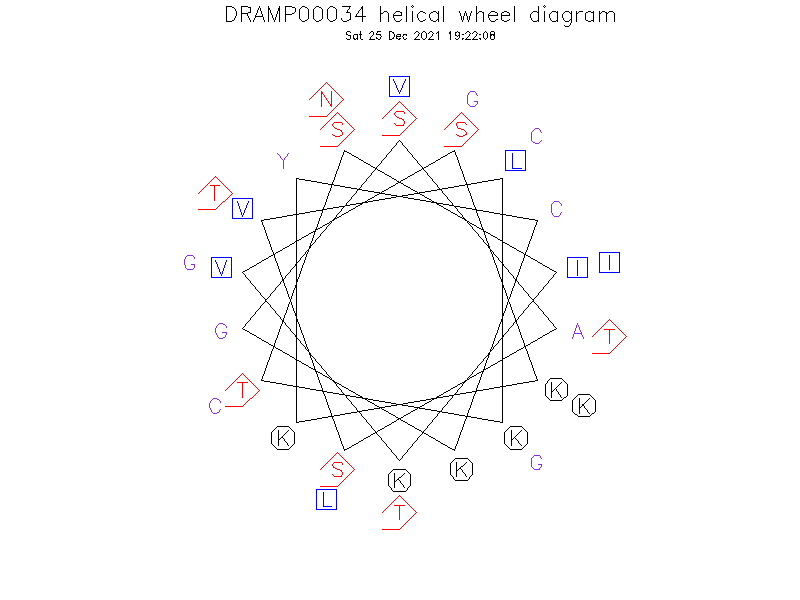 DRAMP00034 helical wheel diagram
Sat 25 Dec 2021 19:22:08
V
N G
S S S
C
Y L
T V C
G V I I
G A T
C T K K
K K G
S K K
L T